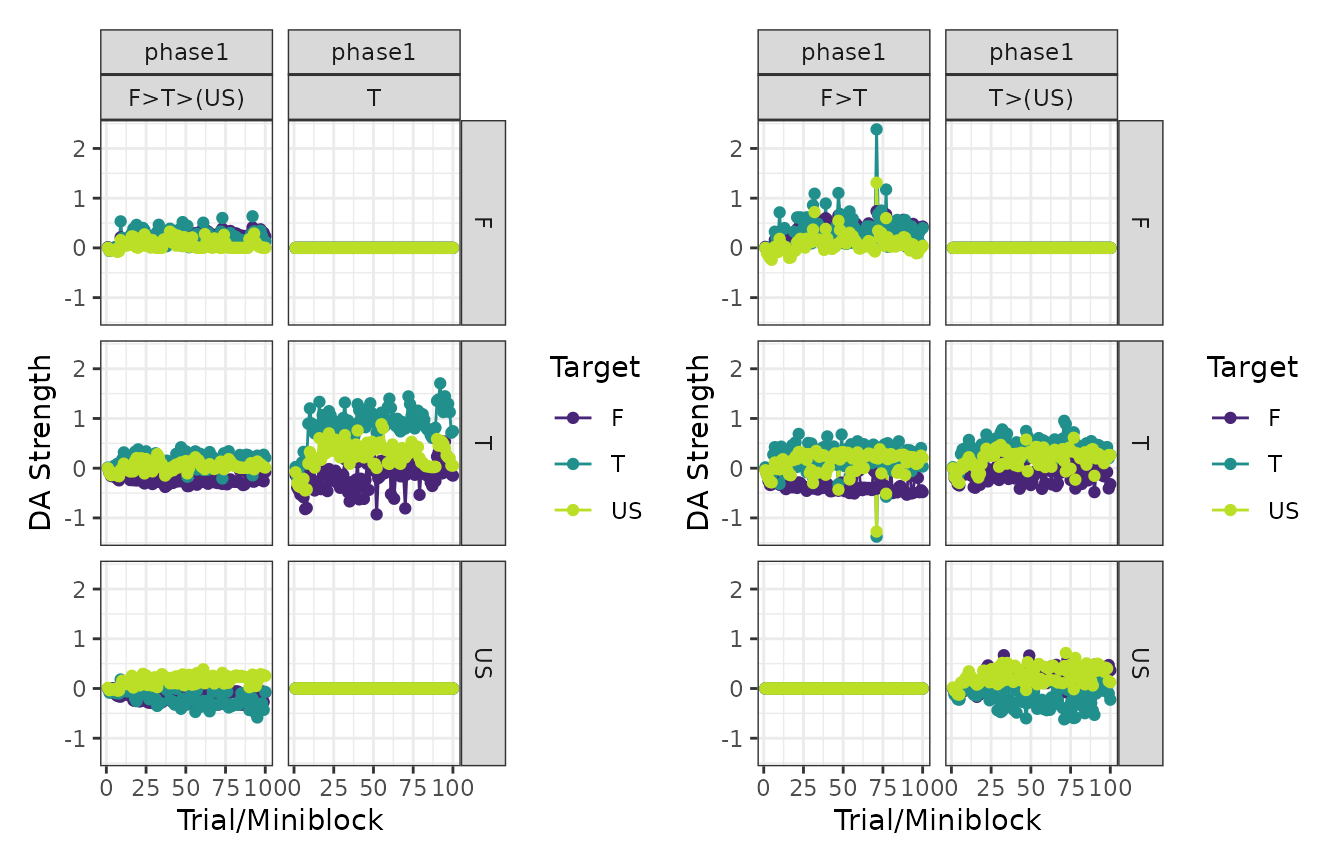 phase1 phase1 phase1 phase1
F>T>(US) T F>T T>(US)
2
1
0
-1
F
2
1
0
-1
F
2
1
0
-1
T
2
1
0
-1
T
2
1
0
-1
US
2
1
0
-1
US
DA Strength
DA Strength
Target
F
T
US
Target
F
T
US
0 25 50 75 100 0 25 50 75 100
0 25 50 75 100 0 25 50 75 100
Trial/Miniblock
Trial/Miniblock